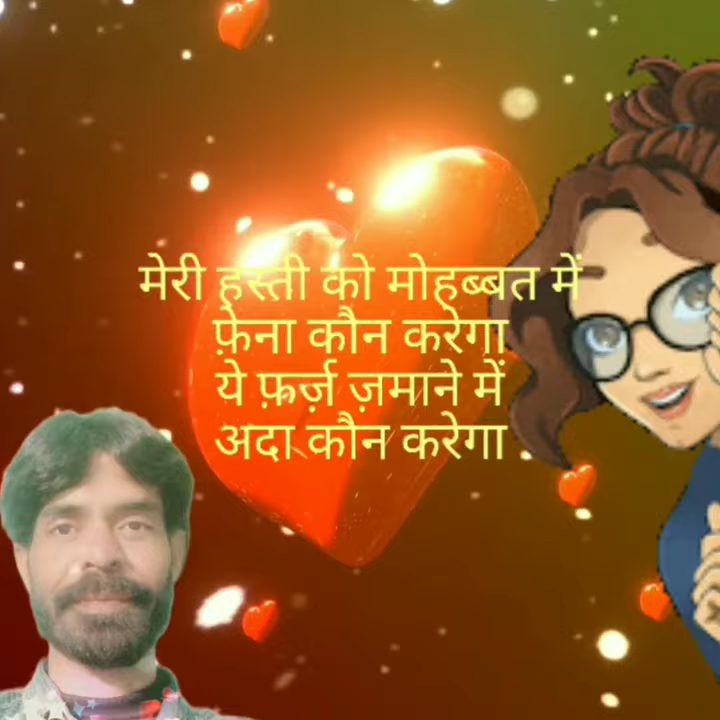 मेरी हस्ती को मोहब्बत में
फ़ेना कौन करेगा
ये फ़र्ज़ ज़माने में
अदा कौन करेगा